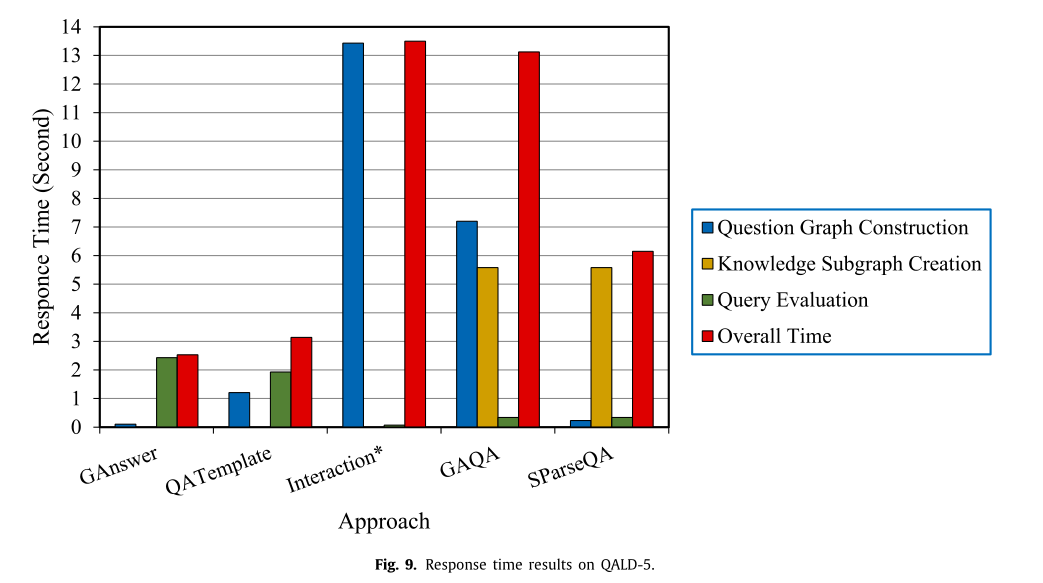 14
13
12
11
10
9
8
7
6
5
4
3
2
1
0
Responce Time (Second)
GAnswer
QATemplate
Interaction*
GAQA
SParseQA
Approach
Question Graph Construction
Knowledge Subgraph Creation
Query Evaluation
Overall Time
Fig. 9. Response time results on QALD-5.